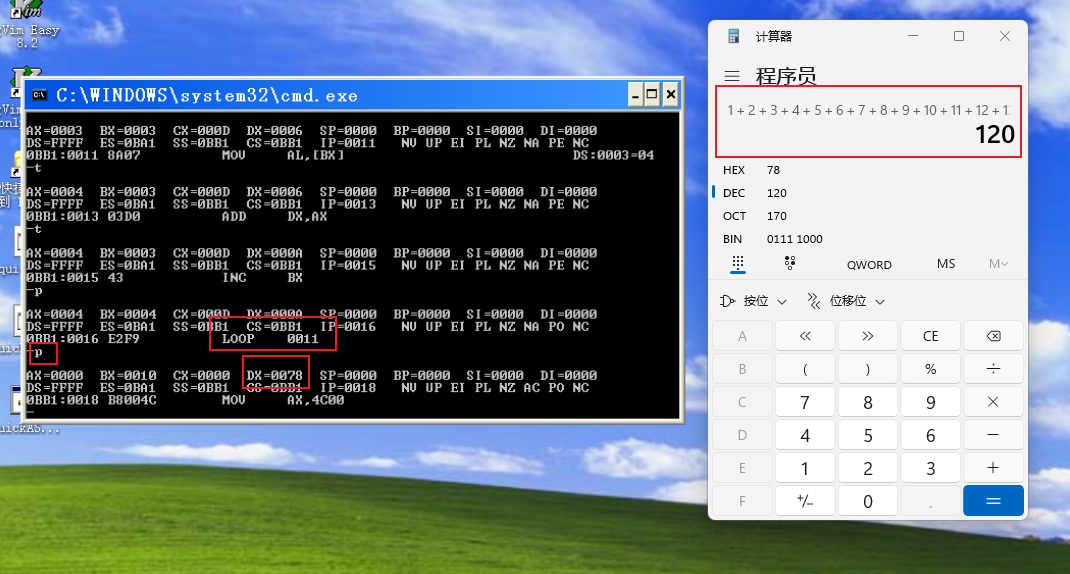 Vim Easy
8.2
C:\WINDOWS\system32\cmd.exe
AX=0003 BX=0003 CX=000D DX=0006 SP=0000 BP=0000 SI=0000 DI=0000
DS=FFFF ES=0BA1 SS=0BB1 CS=0BB1 IP=0011 NV UP EI PL NZ NA PE NC
0BB1:0011 8A07 MOV AL,[BX] DS:0003=04
-t
AX=0004 BX=0003 CX=000D DX=0006 SP=0000 BP=0000 SI=0000 DI=0000
DS=FFFF ES=0BA1 SS=0BB1 CS=0BB1 IP=0013 NV UP EI PL NZ NA PE NC
0BB1:0013 03D0 ADD DX,AX
-t
AX=0004 BX=0003 CX=000D DX=000A SP=0000 BP=0000 SI=0000 DI=0000
DS=FFFF ES=0BA1 SS=0BB1 CS=0BB1 IP=0015 NV UP EI PL NZ NA PE NC
0BB1:0015 43 INC BX
-p
AX=0004 BX=0004 CX=000D DX=000A SP=0000 BP=0000 SI=0000 DI=0000
DS=FFFF ES=0BA1 SS=0BB1 CS=0BB1 IP=0016 NV UP EI PL NZ NA PO NC
0BB1:0016 E2F9 LOOP 0011
-p
AX=0000 BX=0010 CX=0000 DX=0078 SP=0000 BP=0000 SI=0000 DI=0000
DS=FFFF ES=0BA1 SS=0BB1 CS=0BB1 IP=0018 NV UP EI PL NZ AC PO NC
0BB1:0018 B8004C MOV AX,4C00
-
计算器
程序员
1 + 2 + 3 + 4 + 5 + 6 + 7 + 8 + 9 + 10 + 11 + 12 + 1
120
HEX 78
DEC 120
OCT 170
BIN 0111 1000
QWORD MS M
按位 位移位
A << >> CE
B ( ) % ÷
C 7 8 9 ×
D 4 5 6 −
E 1 2 3 +
F +/− 0 . =